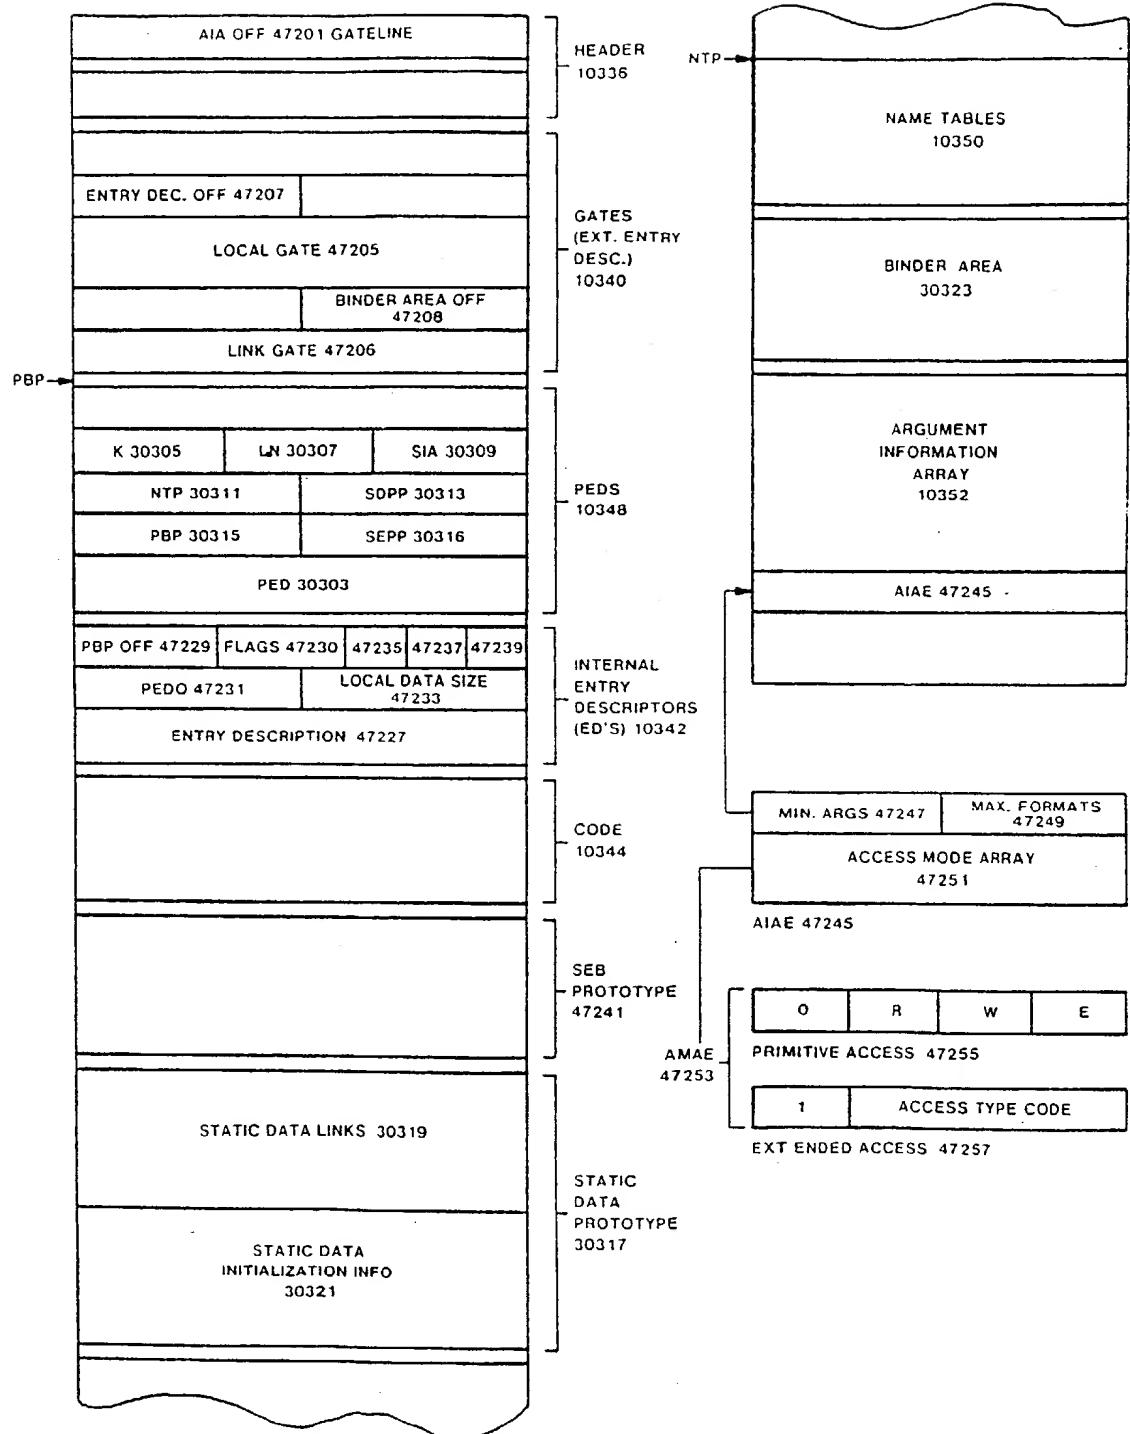 AIA OFF 47201 GATELINE
HEADER
10336
ENTRY DEC. OFF 47207
LOCAL GATE 47205
BINDER AREA OFF
47208
LINK GATE 47206
GATES
(EXT. ENTRY
DESC.)
10340
PBP
K 30305
LN 30307
SIA 30309
NTP 30311
SDPP 30313
PBP 30315
SEPP 30316
PED 30303
PEDS
10348
PBP OFF 47229
FLAGS 47230
47235
47237
47239
PEDO 47231
LOCAL DATA SIZE
47233
ENTRY DESCRIPTION 47227
INTERNAL
ENTRY
DESCRIPTORS
(ED'S) 10342
CODE
10344
SEB
PROTOTYPE
47241
STATIC DATA LINKS 30319
STATIC DATA
INITIALIZATION INFO
30321
STATIC
DATA
PROTOTYPE
30317
NTP
NAME TABLES
10350
BINDER AREA
30323
ARGUMENT
INFORMATION
ARRAY
10352
AIAE 47245
MIN. ARGS 47247
MAX. FORMATS
47249
ACCESS MODE ARRAY
47251
AIAE 47245
AMAE
47253
O R W E
PRIMITIVE ACCESS 47255
1 ACCESS TYPE CODE
EXT ENDED ACCESS 47257